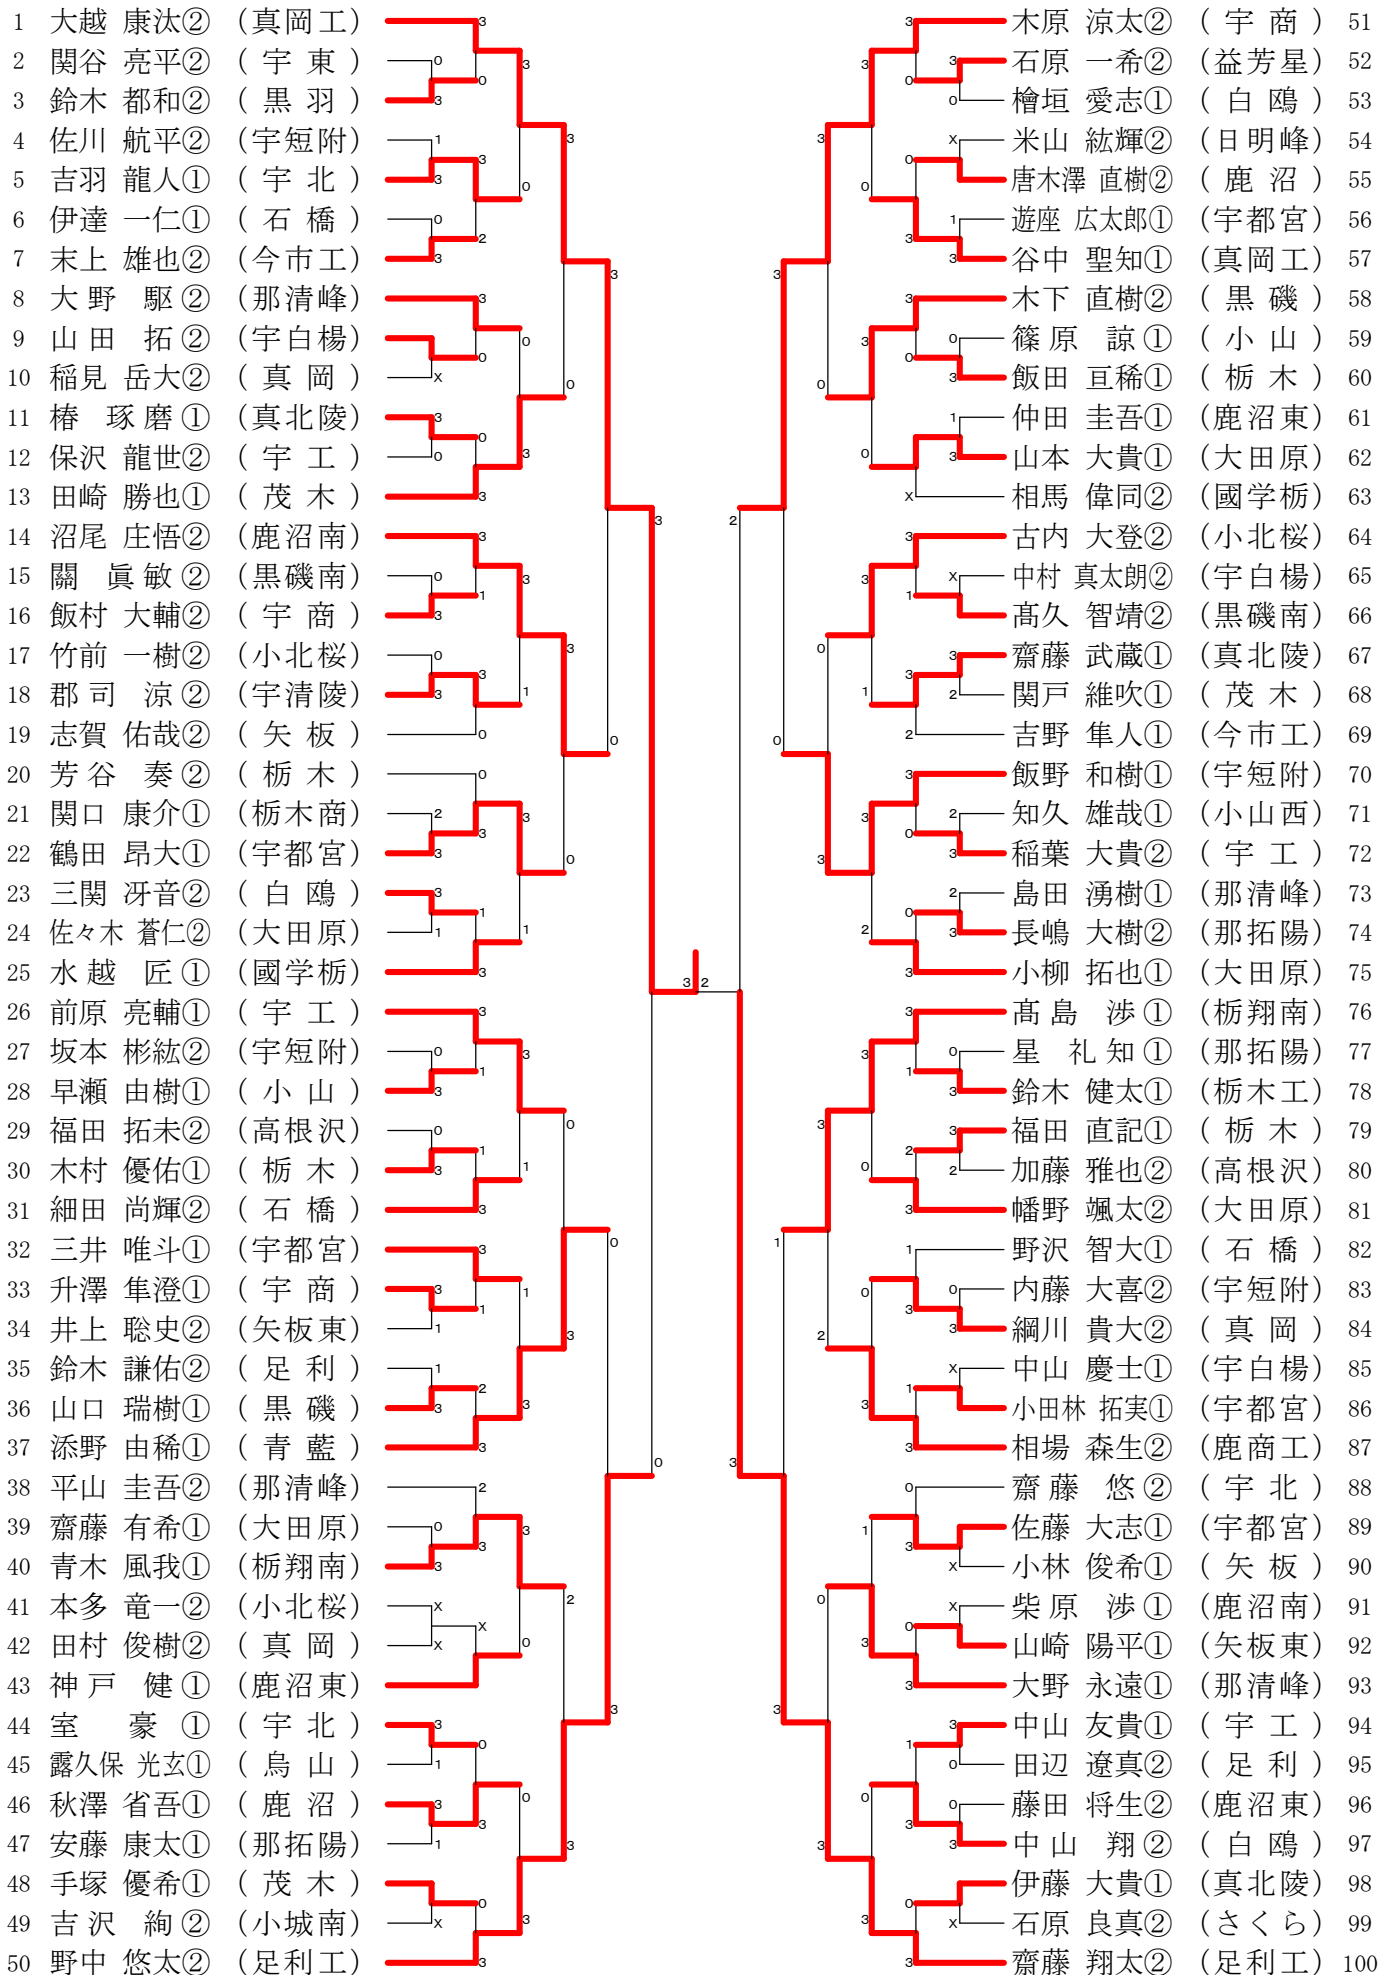 1 大越 康汰② (真岡工)
2 関谷 亮平② (宇東)
3 鈴木 都和② (黒羽)
4 佐川 航平② (宇短附)
5 吉羽 龍人① (宇北)
6 伊達 一仁① (石橋)
7 末上 雄也② (今市工)
8 大野 駆② (那清峰)
9 山田 拓② (宇白楊)
10 稲見 岳大② (真岡)
11 椿 琢磨① (真北陵)
12 保沢 龍世② (宇工)
13 田崎 勝也① (茂木)
14 沼尾 庄悟② (鹿沼南)
15 關 眞敏② (黒磯南)
16 飯村 大輔② (宇商)
17 竹前 一樹② (小北桜)
18 郡司 涼② (宇清陵)
19 志賀 佑哉② (矢板)
20 芳谷 奏② (栃木)
21 関口 康介① (栃木商)
22 鶴田 昂大① (宇都宮)
23 三関 冴音② (白鴎)
24 佐々木 蒼仁② (大田原)
25 水越 匠① (國学栃)
26 前原 亮輔① (宇工)
27 坂本 彬紘② (宇短附)
28 早瀬 由樹① (小山)
29 福田 拓未② (高根沢)
30 木村 優佑① (栃木)
31 細田 尚輝② (石橋)
32 三井 唯斗① (宇都宮)
33 升澤 隼澄① (宇商)
34 井上 聡史② (矢板東)
35 鈴木 謙佑② (足利)
36 山口 瑞樹① (黒磯)
37 添野 由稀① (青藍)
38 平山 圭吾② (那清峰)
39 齋藤 有希① (大田原)
40 青木 風我① (栃翔南)
41 本多 竜一② (小北桜)
42 田村 俊樹② (真岡)
43 神戸 健① (鹿沼東)
44 室 豪① (宇北)
45 露久保 光玄① (烏山)
46 秋澤 省吾① (鹿沼)
47 安藤 康太① (那拓陽)
48 手塚 優希① (茂木)
49 吉沢 絢② (小城南)
50 野中 悠太② (足利工)
木原 涼太② (宇商) 51
石原 一希② (益芳星) 52
檜垣 愛志① (白鴎) 53
米山 紘輝② (日明峰) 54
唐木澤 直樹② (鹿沼) 55
遊座 広太郎① (宇都宮) 56
谷中 聖知① (真岡工) 57
木下 直樹② (黒磯) 58
篠原 諒① (小山) 59
飯田 亘稀① (栃木) 60
仲田 圭吾① (鹿沼東) 61
山本 大貴① (大田原) 62
相馬 偉同② (國学栃) 63
古内 大登② (小北桜) 64
中村 真太朗② (宇白楊) 65
髙久 智靖② (黒磯南) 66
齋藤 武蔵① (真北陵) 67
関戸 維吹① (茂木) 68
吉野 隼人① (今市工) 69
飯野 和樹① (宇短附) 70
知久 雄哉① (小山西) 71
稲葉 大貴② (宇工) 72
島田 湧樹① (那清峰) 73
長嶋 大樹② (那拓陽) 74
小柳 拓也① (大田原) 75
髙島 渉① (栃翔南) 76
星 礼知① (那拓陽) 77
鈴木 健太① (栃木工) 78
福田 直記① (栃木) 79
加藤 雅也② (高根沢) 80
幡野 颯太② (大田原) 81
野沢 智大① (石橋) 82
内藤 大喜② (宇短附) 83
綱川 貴大② (真岡) 84
中山 慶士① (宇白楊) 85
小田林 拓実① (宇都宮) 86
相場 森生② (鹿商工) 87
齋藤 悠② (宇北) 88
佐藤 大志① (宇都宮) 89
小林 俊希① (矢板) 90
柴原 渉① (鹿沼南) 91
山崎 陽平① (矢板東) 92
大野 永遠① (那清峰) 93
中山 友貴① (宇工) 94
田辺 遼真② (足利) 95
藤田 将生② (鹿沼東) 96
中山 翔② (白鴎) 97
伊藤 大貴① (真北陵) 98
石原 良真② (さくら) 99
齋藤 翔太② (足利工) 100
3 2